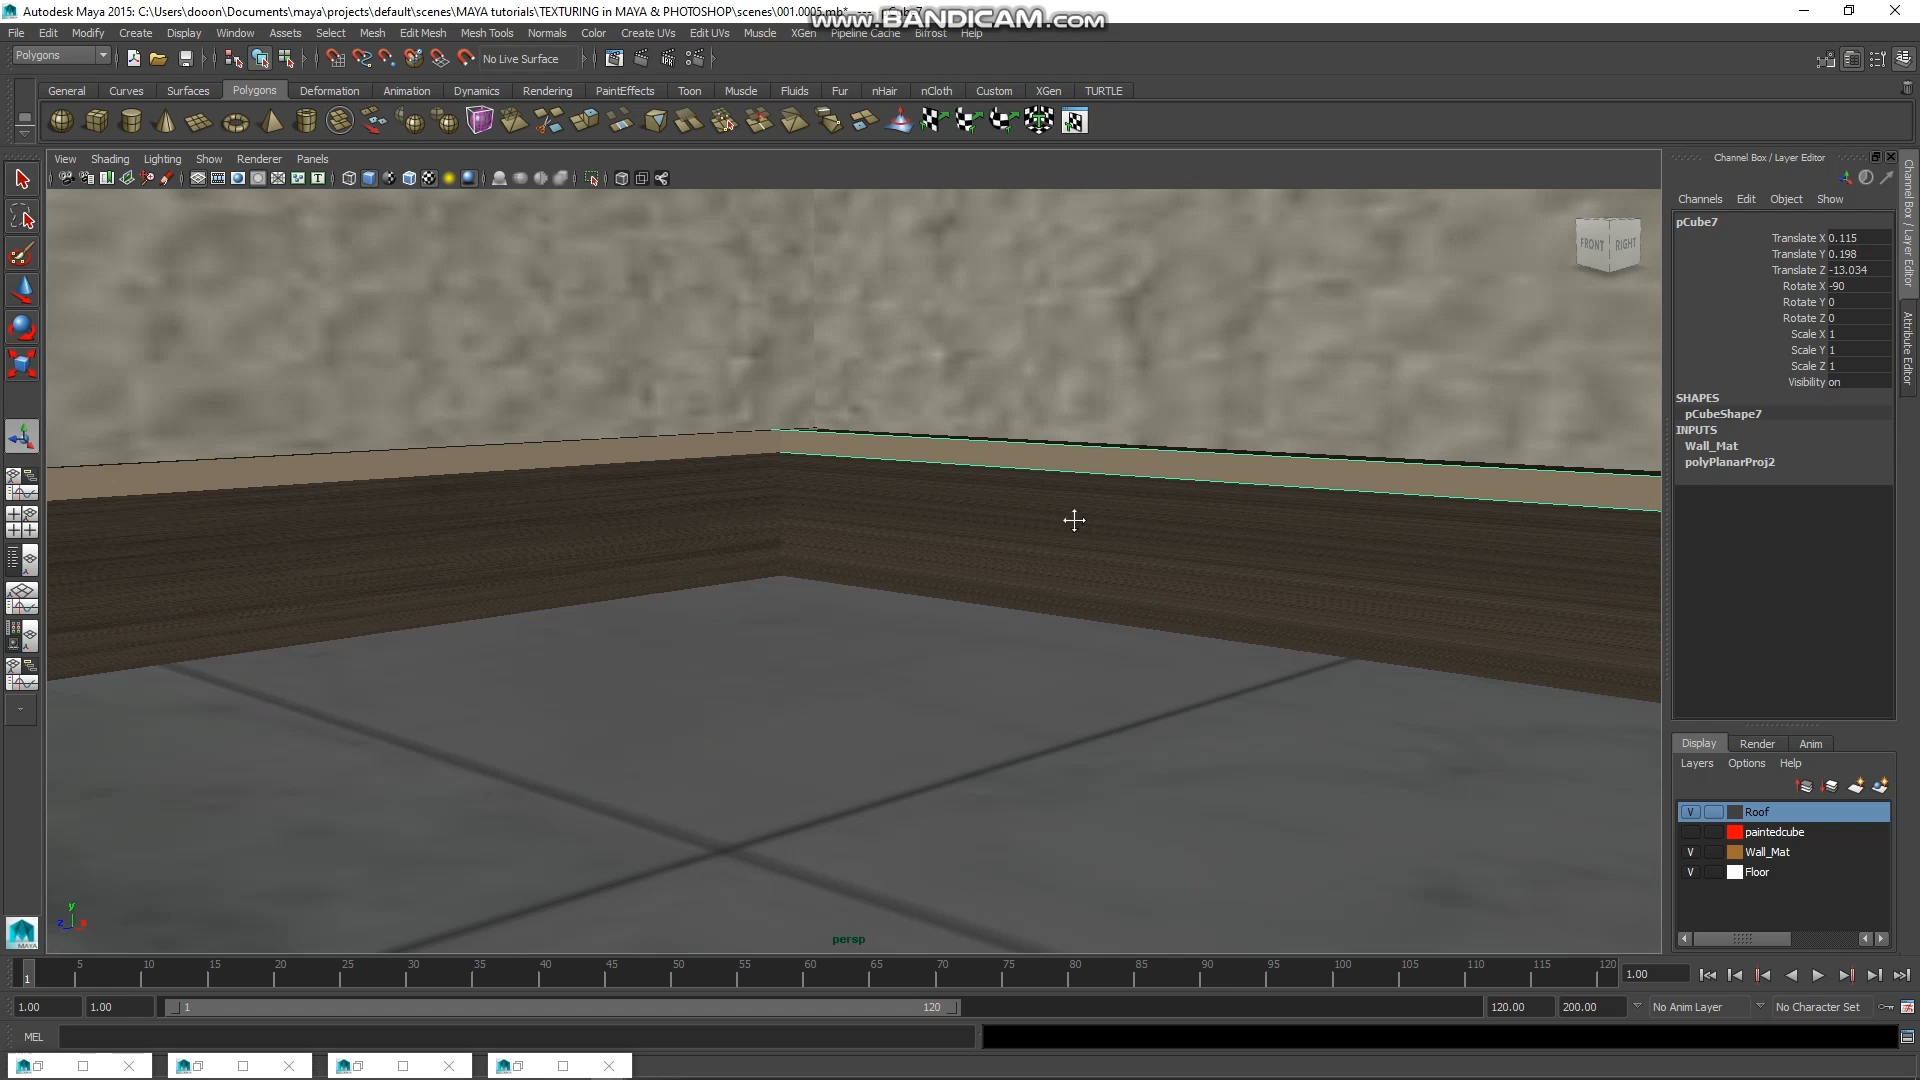 Autodesk Maya 2015: C:\Users\dooon\Documents\maya\projects\default\scenes\MAYA tutorials\TEXTURING in MAYA & PHOTOSHOP\scenes\001.0005.mb* --- pCube7
www.BANDICAM.com
File Edit Modify Create Display Window Assets Select Mesh Edit Mesh Mesh Tools Normals Color Create UVs Edit UVs Muscle XGen Pipeline Cache Bifrost Help
Polygons No Live Surface
General Curves Surfaces Polygons Deformation Animation Dynamics Rendering PaintEffects Toon Muscle Fluids Fur nHair nCloth Custom XGen TURTLE
View Shading Lighting Show Renderer Panels
Channel Box / Layer Editor
Channels Edit Object Show
pCube7
Translate X 0.115
Translate Y 0.198
Translate Z -13.034
Rotate X -90
Rotate Y 0
Rotate Z 0
Scale X 1
Scale Y 1
Scale Z 1
Visibility on
SHAPES
pCubeShape7
INPUTS
Wall_Mat
polyPlanarProj2
Channel Box / Layer Editor
Attribute Editor
FRONT RIGHT
Display Render Anim
Layers Options Help
V Roof
paintedcube
V Wall_Mat
V Floor
y
z x
persp
MAYA
1 5 10 15 20 25 30 35 40 45 50 55 60 65 70 75 80 85 90 95 100 105 110 115 120 1.00
1.00 1.00 1 120 120.00 200.00 No Anim Layer No Character Set
MEL